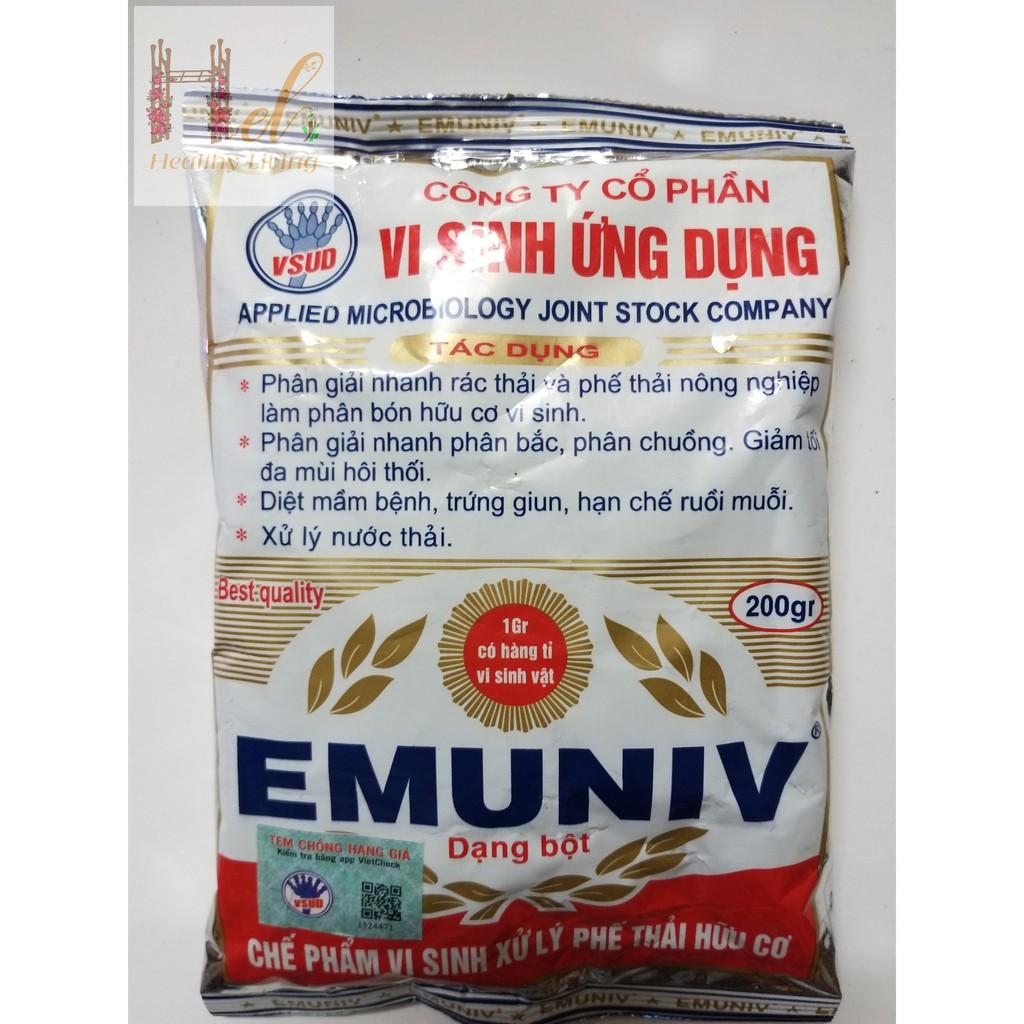 Heh
Healthy Living
EMUNIV ★ EMUNIV ★ EMUNIV ★ EMUNIV
VSUD
CÔNG TY CỔ PHẦN
VI SINH ỨNG DỤNG
APPLIED MICROBIOLOGY JOINT STOCK COMPANY
TÁC DỤNG
* Phân giải nhanh rác thải và phế thải nông nghiệp
làm phân bón hữu cơ vi sinh.
* Phân giải nhanh phân bắc, phân chuồng. Giảm tối
đa mùi hôi thối.
* Diệt mầm bệnh, trứng giun, hạn chế ruồi muỗi.
* Xử lý nước thải.
Best quality
200gr
1Gr
có hàng tỉ
vi sinh vật
EMUNIV®
Dạng bột
TEM CHỐNG HÀNG GIẢ
Kiểm tra bằng app VietCheck
VSUD
1524471
CHẾ PHẨM VI SINH XỬ LÝ PHẾ THẢI HỮU CƠ
EMUNIV ★ EMUNIV ★ EMUNIV ★ EMUNIV